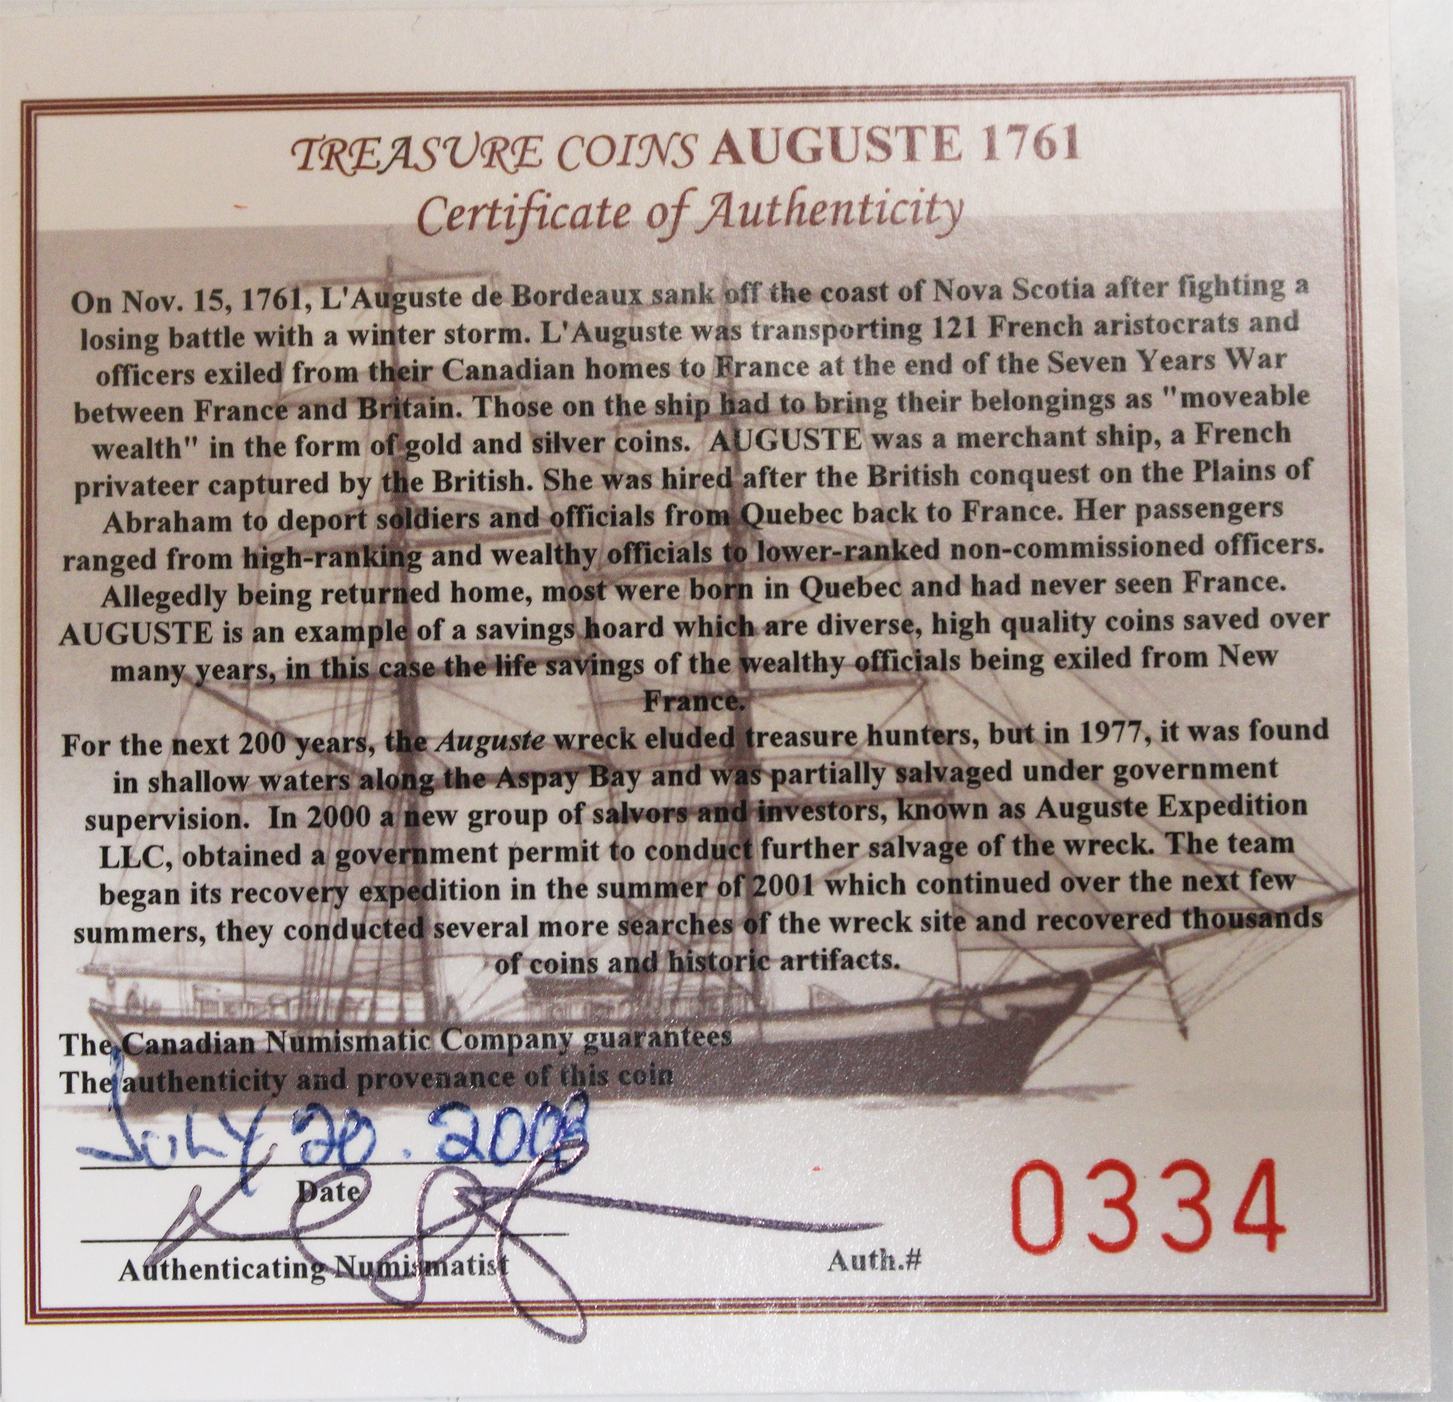 TREASURE COINS AUGUSTE 1761
Certificate of Authenticity
On Nov. 15, 1761, L'Auguste de Bordeaux sank off the coast of Nova Scotia after fighting a
losing battle with a winter storm. L'Auguste was transporting 121 French aristocrats and
officers exiled from their Canadian homes to France at the end of the Seven Years War
between France and Britain. Those on the ship had to bring their belongings as "moveable
wealth" in the form of gold and silver coins. AUGUSTE was a merchant ship, a French
privateer captured by the British. She was hired after the British conquest on the Plains of
Abraham to deport soldiers and officials from Quebec back to France. Her passengers
ranged from high-ranking and wealthy officials to lower-ranked non-commissioned officers.
Allegedly being returned home, most were born in Quebec and had never seen France.
AUGUSTE is an example of a savings hoard which are diverse, high quality coins saved over
many years, in this case the life savings of the wealthy officials being exiled from New
France.
For the next 200 years, the Auguste wreck eluded treasure hunters, but in 1977, it was found
in shallow waters along the Aspay Bay and was partially salvaged under government
supervision. In 2000 a new group of salvors and investors, known as Auguste Expedition
LLC, obtained a government permit to conduct further salvage of the wreck. The team
began its recovery expedition in the summer of 2001 which continued over the next few
summers, they conducted several more searches of the wreck site and recovered thousands
of coins and historic artifacts.
The Canadian Numismatic Company guarantees
The authenticity and provenance of this coin
JULY 20.
Date
Authenticating Numismatist
Auth.# 0334